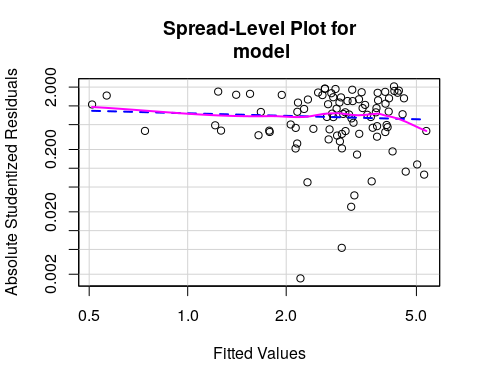 Spread-Level Plot for
model
Absolute Studentized Residuals
2.000
0.200
0.020
0.002
0.5 1.0 2.0 5.0
Fitted Values